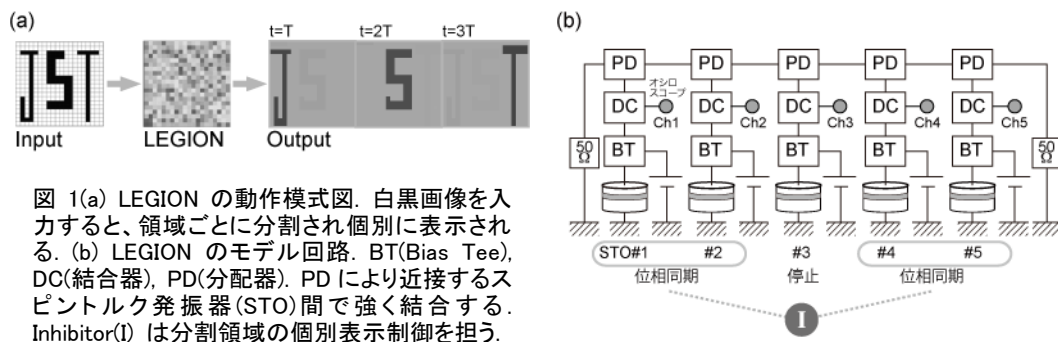 (a)
t=T t=2T t=3T
Input LEGION Output
図 1(a) LEGION の動作模式図. 白黒画像を入
力すると、領域ごとに分割され個別に表示され
る. (b) LEGION のモデル回路. BT(Bias Tee),
DC(結合器), PD(分配器). PD により近接するス
ピントルク発振器(STO)間で強く結合する.
Inhibitor(I) は分割領域の個別表示制御を担う.
(b)
PD PD PD PD PD
オシロ
スコープ
DC DC DC DC DC
Ch1 Ch2 Ch3 Ch4 Ch5
50
Ω
BT BT BT BT BT
50
Ω
STO#1 #2 #3 #4 #5
位相同期 停止 位相同期
I